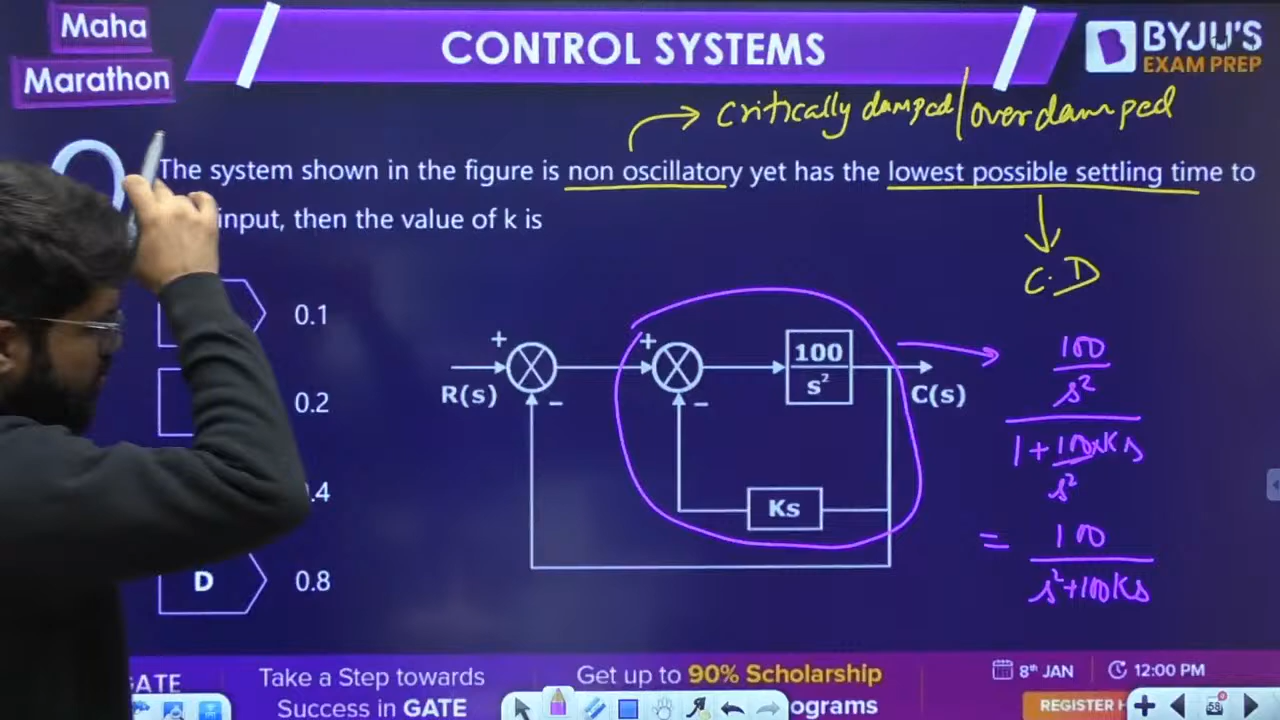 Maha
Marathon
CONTROL SYSTEMS
BYJU'S
EXAM PREP
critically damped/overdamped
The system shown in the figure is non oscillatory yet has the lowest possible settling time to
input, then the value of k is
C.D
0.1
0.2
.4
D 0.8
R(s)
+
−
+
−
100
s²
C(s)
Ks
100
s²
1+100×Ks
s²
= 100
s²+100Ks
GATE
Take a Step towards
Success in GATE
Get up to 90% Scholarship
ograms
8th JAN
12:00 PM
REGISTER
58